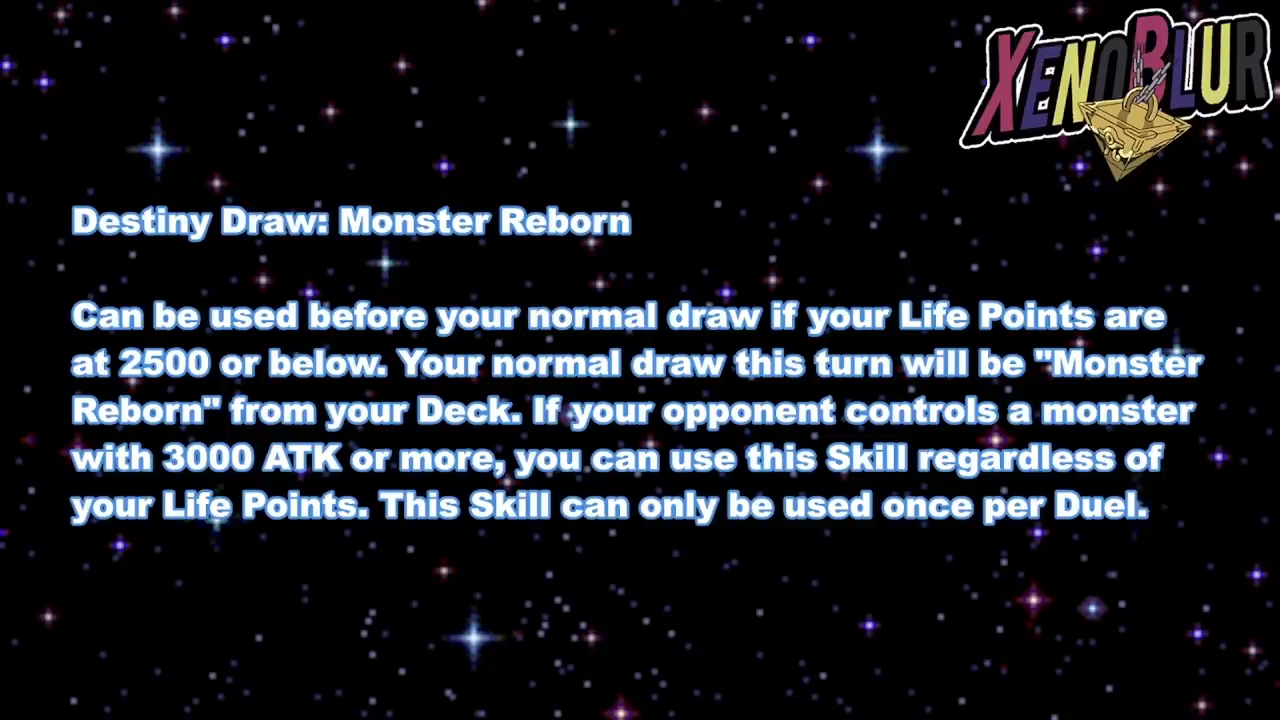 XENOBLUR
Destiny Draw: Monster Reborn
Can be used before your normal draw if your Life Points are
at 2500 or below. Your normal draw this turn will be "Monster
Reborn" from your Deck. If your opponent controls a monster
with 3000 ATK or more, you can use this Skill regardless of
your Life Points. This Skill can only be used once per Duel.